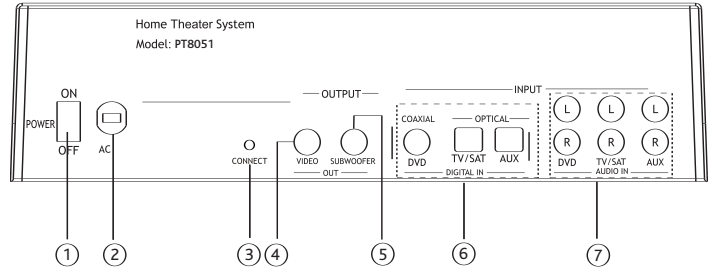 Home Theater System
Model: PT8051
ON
POWER
OFF
AC
CONNECT
OUTPUT
VIDEO
SUBWOOFER
OUT
INPUT
COAXIAL
OPTICAL
DVD
TV/SAT
AUX
DIGITAL IN
L
L
L
R
R
R
DVD
TV/SAT
AUX
AUDIO IN
1
2
3
4
5
6
7